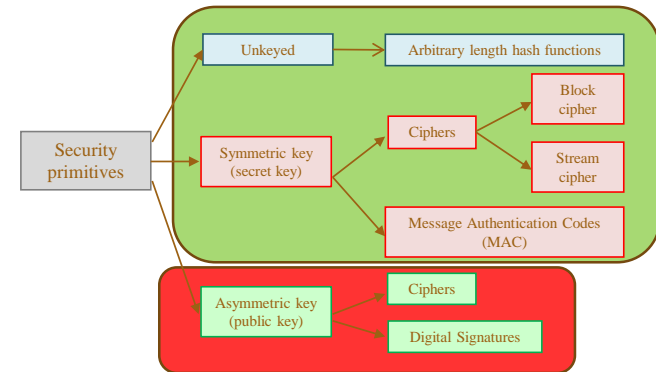 Unkeyed
Arbitrary length hash functions
Block
cipher
Ciphers
Security
primitives
Symmetric key
(secret key)
Stream
cipher
Message Authentication Codes
(MAC)
Ciphers
Asymmetric key
(public key)
Digital Signatures